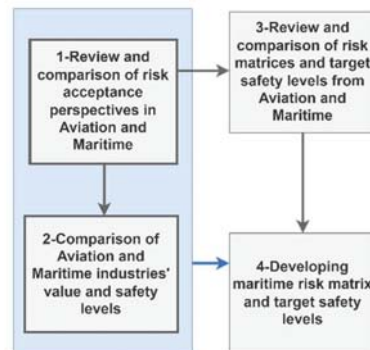 1-Review and
comparison of risk
acceptance
perspectives in
Aviation and
Maritime
3-Review and
comparison of risk
matrices and target
safety levels from
Aviation and
Maritime
2-Comparison of
Aviation and
Maritime industries'
value and safety
levels
4-Developing
maritime risk matrix
and target safety
levels